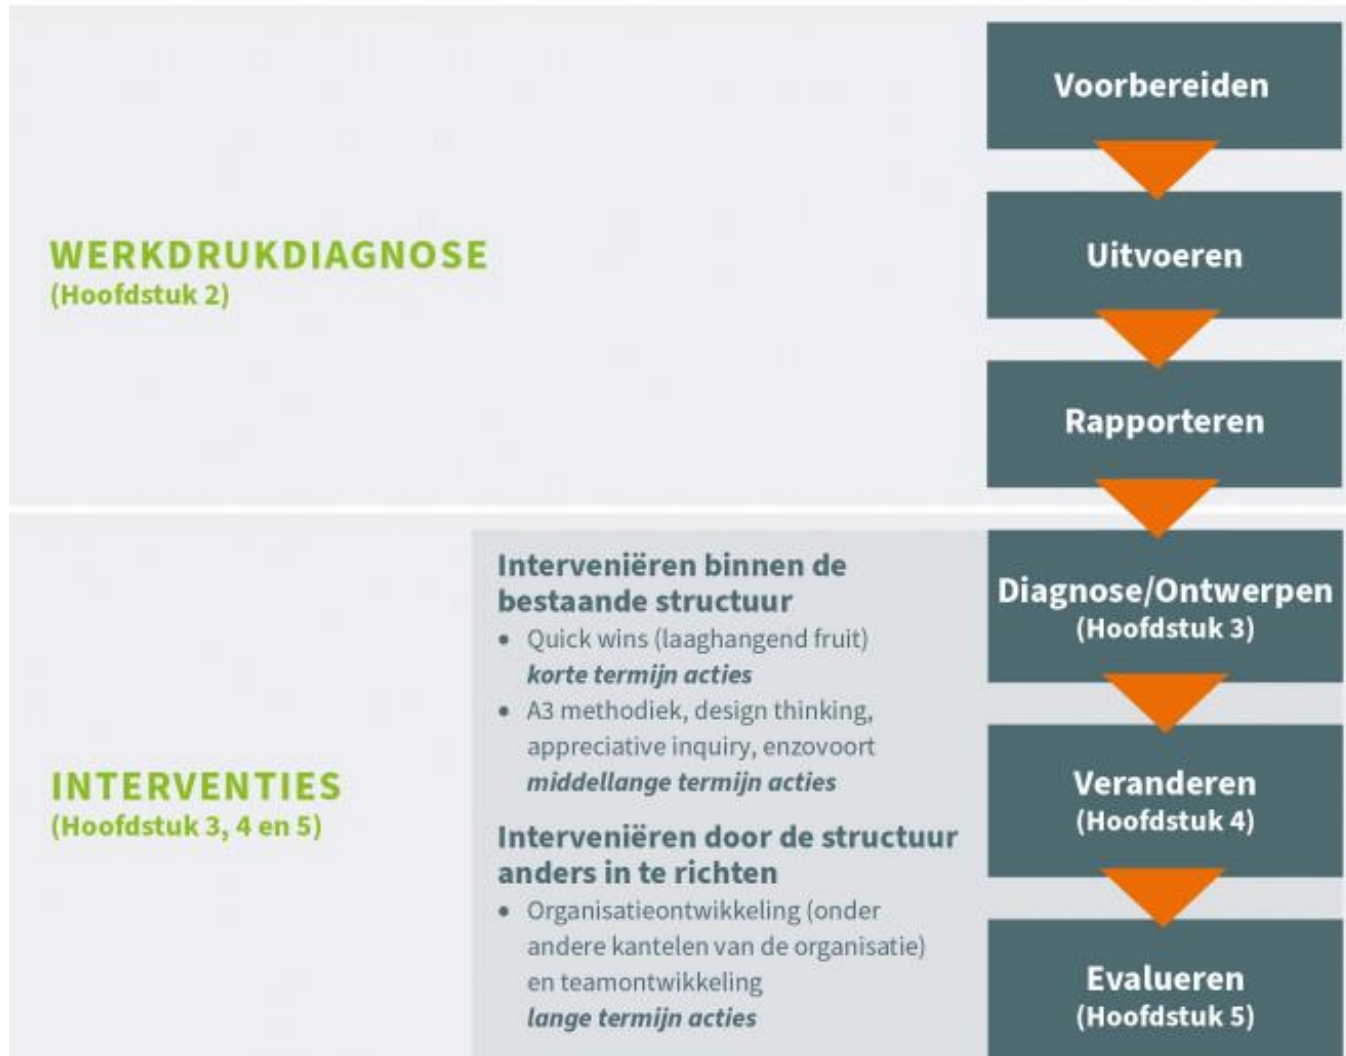 Voorbereiden
Uitvoeren
WERKDRUKDIAGNOSE
(Hoofdstuk 2)
Rapporteren
Interveniëren binnen de
bestaande structuur
• Quick wins (laaghangend fruit)
korte termijn acties
• A3 methodiek, design thinking,
appreciative inquiry, enzovoort
middellange termijn acties
Diagnose/Ontwerpen
(Hoofdstuk 3)
INTERVENTIES
(Hoofdstuk 3, 4 en 5)
Veranderen
(Hoofdstuk 4)
Interveniëren door de structuur
anders in te richten
• Organisatieontwikkeling (onder
andere kantelen van de organisatie)
en teamontwikkeling
lange termijn acties
Evalueren
(Hoofdstuk 5)